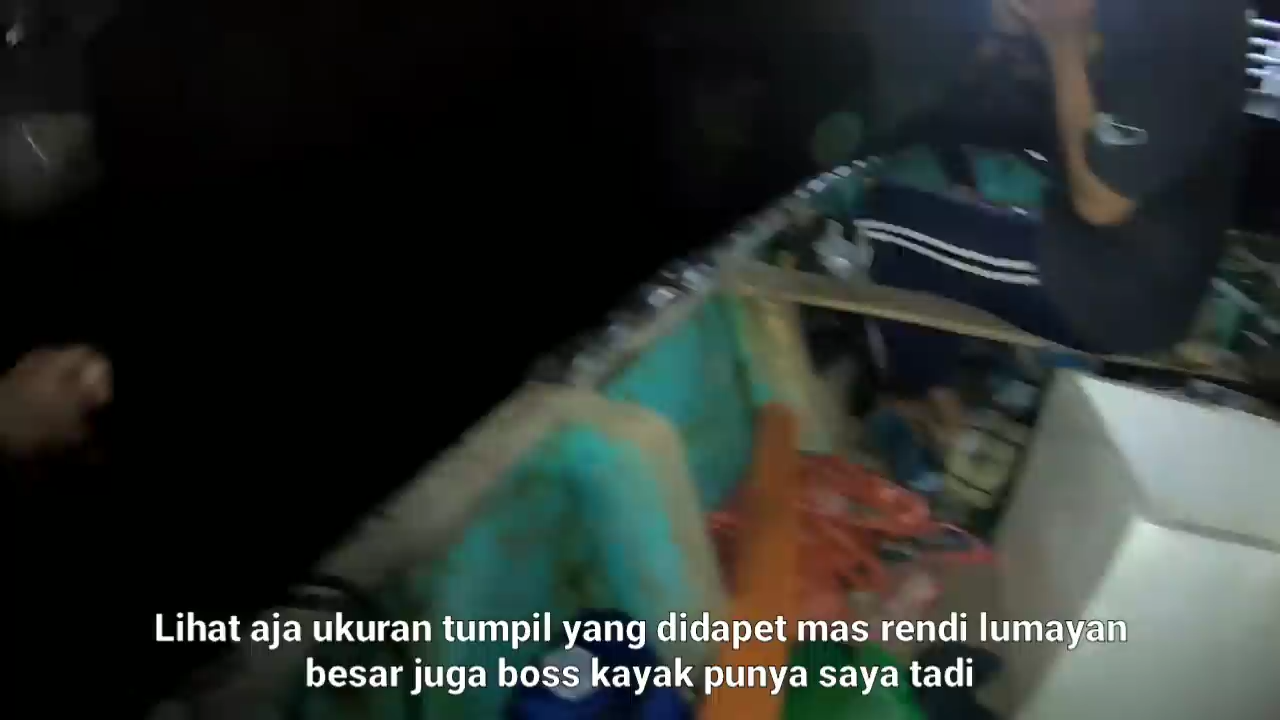 Lihat aja ukuran tumpil yang didapet mas rendi lumayan
besar juga boss kayak punya saya tadi